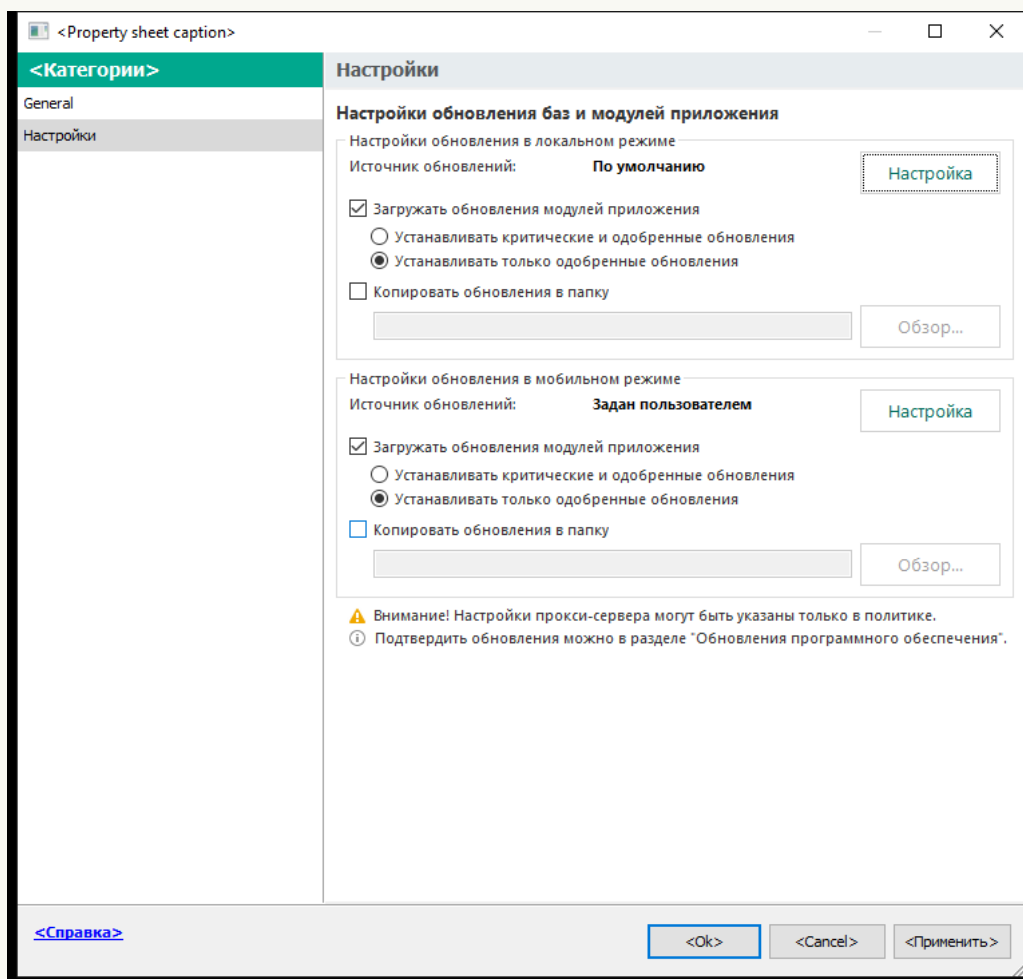 <Property sheet caption>
<Категории>
General
Настройки
Настройки
Настройки обновления баз и модулей приложения
Настройки обновления в локальном режиме
Источник обновлений: По умолчанию
Настройка
Загружать обновления модулей приложения
Устанавливать критические и одобренные обновления
Устанавливать только одобренные обновления
Копировать обновления в папку
Обзор...
Настройки обновления в мобильном режиме
Источник обновлений: Задан пользователем
Настройка
Загружать обновления модулей приложения
Устанавливать критические и одобренные обновления
Устанавливать только одобренные обновления
Копировать обновления в папку
Обзор...
Внимание! Настройки прокси-сервера могут быть указаны только в политике.
Подтвердить обновления можно в разделе "Обновления программного обеспечения".
<Справка>
<Ok> <Cancel> <Применить>